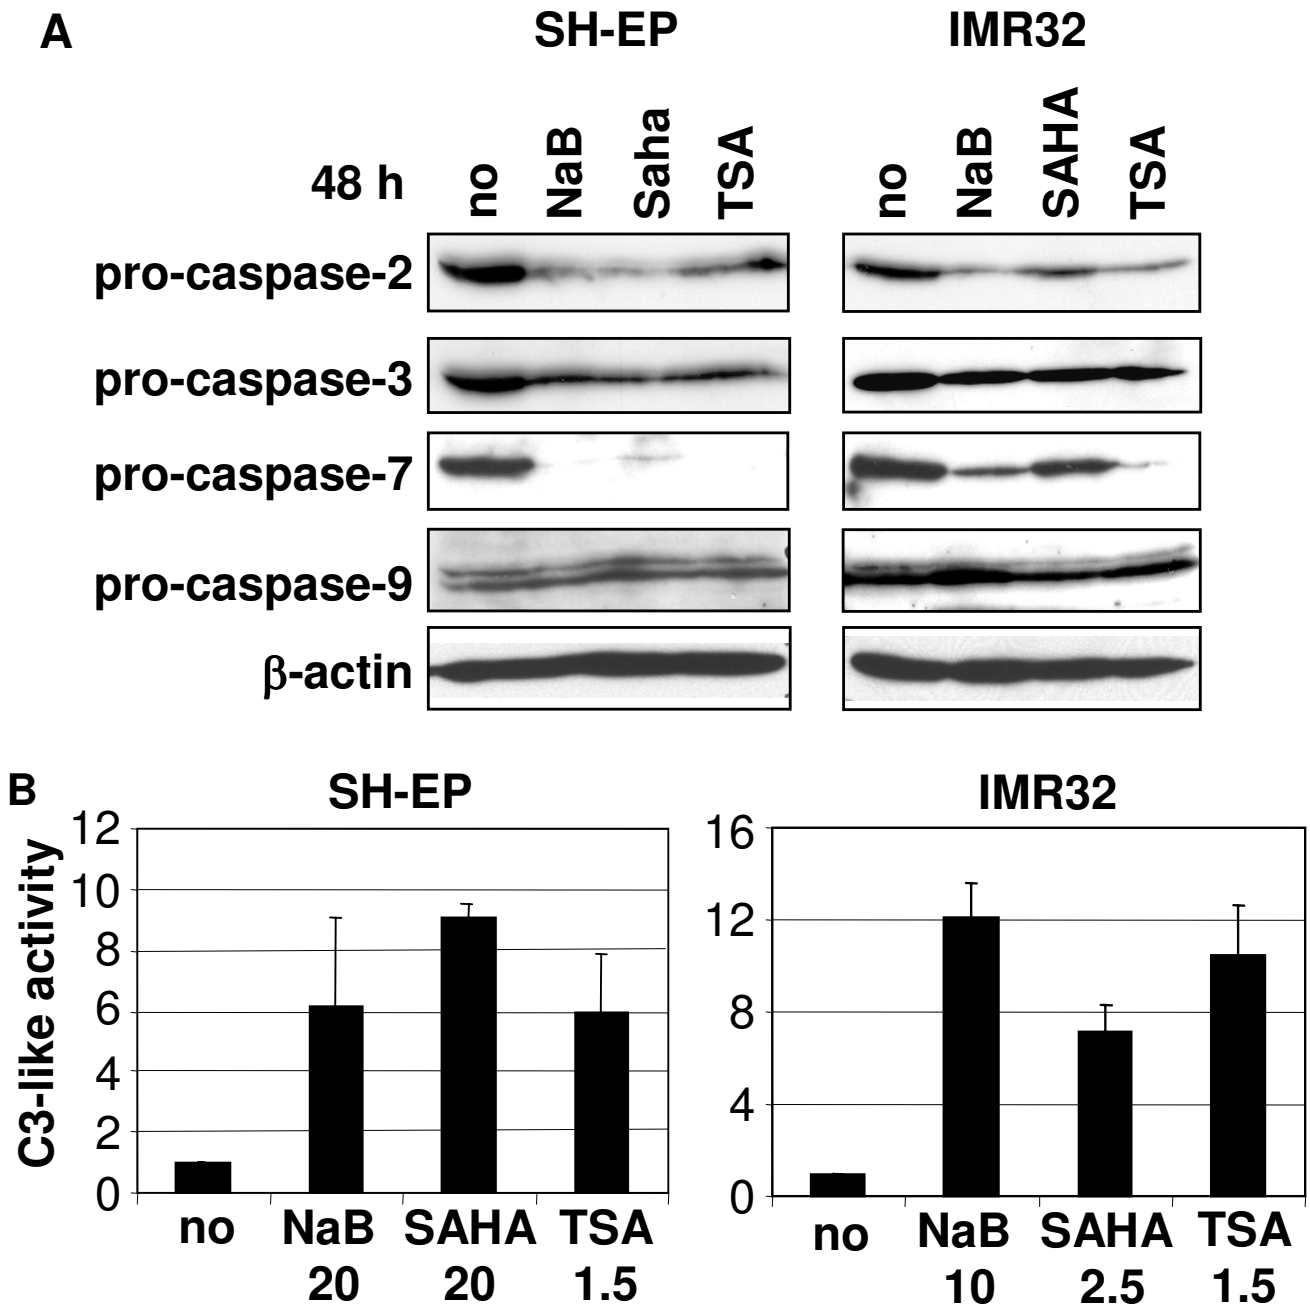 A
SH-EP IMR32
48 h no NaB Saha TSA no NaB SAHA TSA
pro-caspase-2
pro-caspase-3
pro-caspase-7
pro-caspase-9
β-actin
B
SH-EP
C3-like activity
12
10
8
6
4
2
0
no NaB SAHA TSA
20 20 1.5
IMR32
16
12
8
4
0
no NaB SAHA TSA
10 2.5 1.5